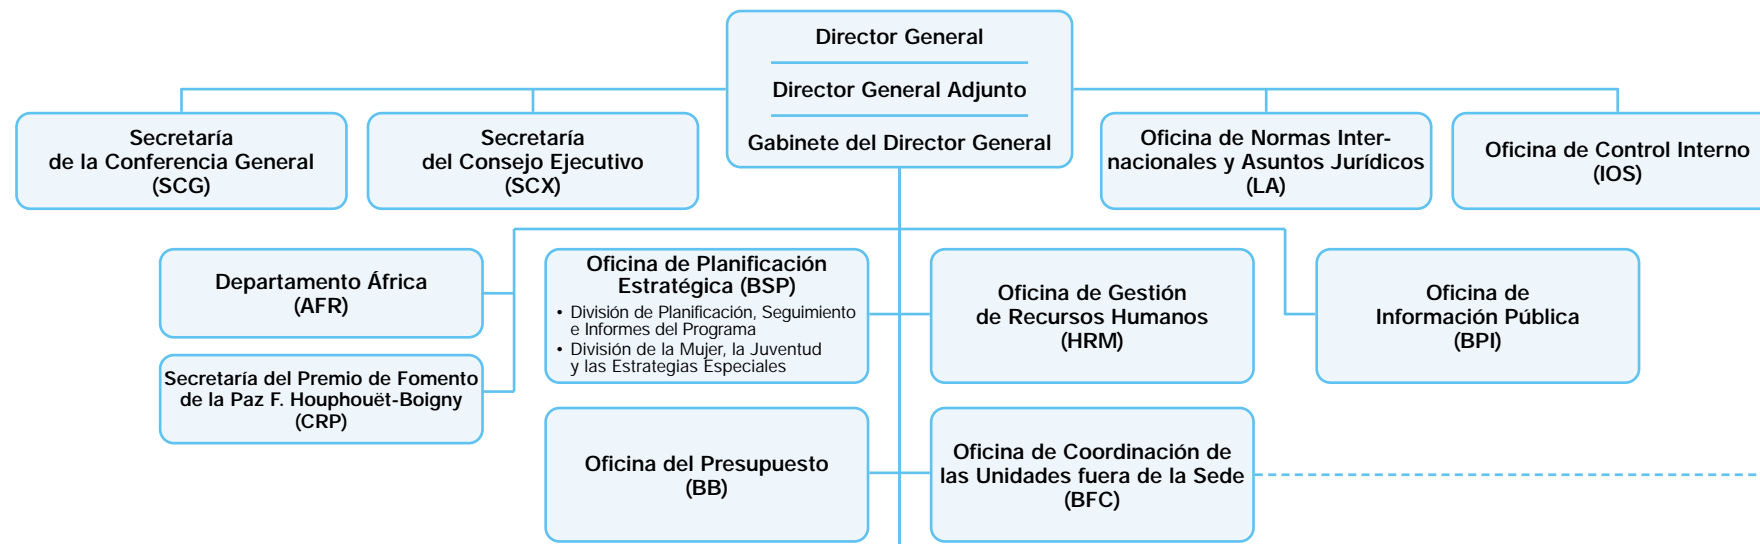 Director General
Director General Adjunto
Gabinete del Director General
Secretaría
de la Conferencia General
(SCG)
Secretaría
del Consejo Ejecutivo
(SCX)
Oficina de Normas Inter-
nacionales y Asuntos Jurídicos
(LA)
Oficina de Control Interno
(IOS)
Departamento África
(AFR)
Oficina de Planificación
Estratégica (BSP)
• División de Planificación, Seguimiento
e Informes del Programa
• División de la Mujer, la Juventud
y las Estrategias Especiales
Oficina de Gestión
de Recursos Humanos
(HRM)
Oficina de
Información Pública
(BPI)
Secretaría del Premio de Fomento
de la Paz F. Houphouët-Boigny
(CRP)
Oficina del Presupuesto
(BB)
Oficina de Coordinación de
las Unidades fuera de la Sede
(BFC)